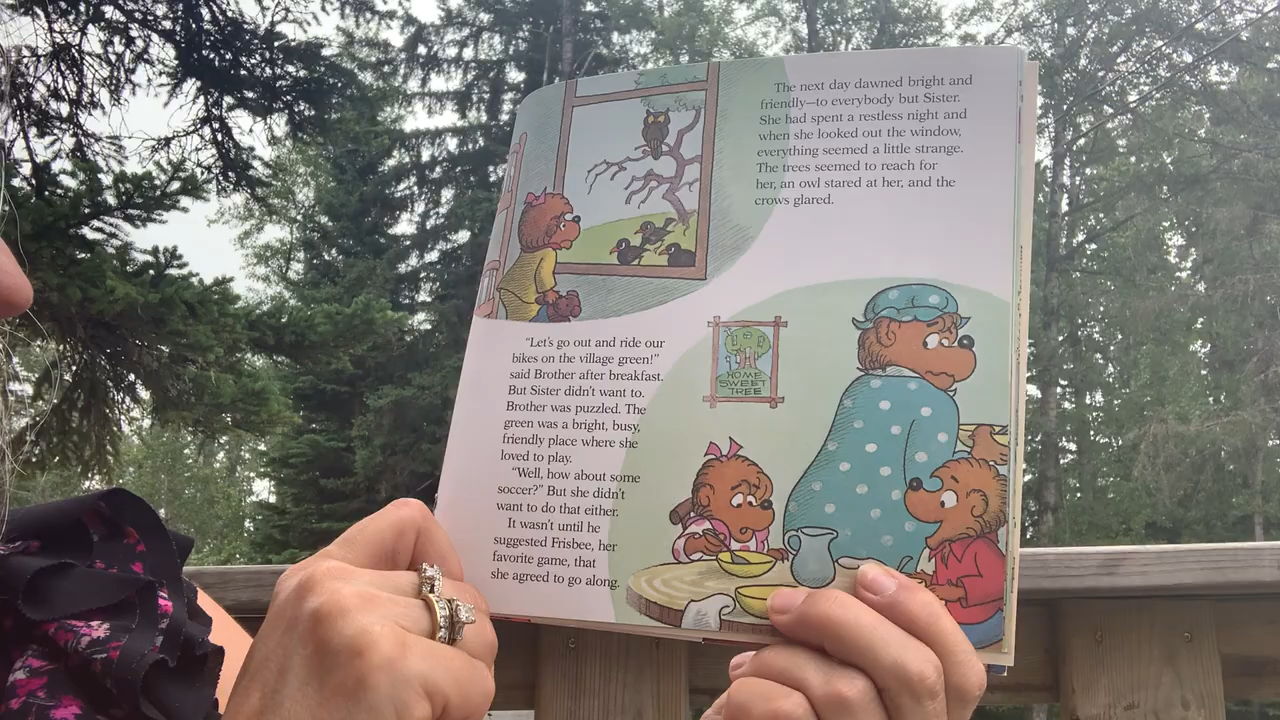 The next day dawned bright and
friendly—to everybody but Sister.
She had spent a restless night and
when she looked out the window,
everything seemed a little strange.
The trees seemed to reach for
her, an owl stared at her, and the
crows glared.
"Let's go out and ride our
bikes on the village green!"
said Brother after breakfast.
But Sister didn't want to.
Brother was puzzled. The
green was a bright, busy,
friendly place where she
loved to play.
"Well, how about some
soccer?" But she didn't
want to do that either.
It wasn't until he
suggested Frisbee, her
favorite game, that
she agreed to go along.
HOME
SWEET
TREE